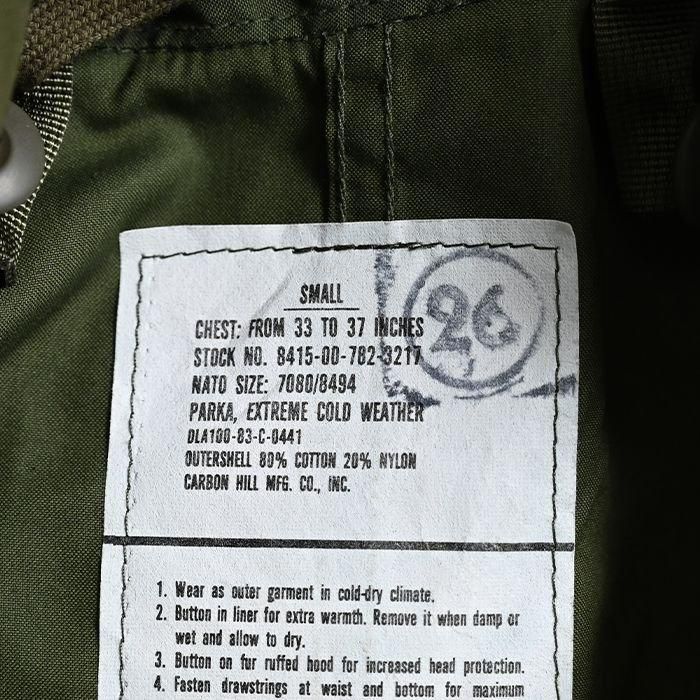 26
SMALL
CHEST: FROM 33 TO 37 INCHES
STOCK NO. 8415-00-782-3217
NATO SIZE: 7080/8494
PARKA, EXTREME COLD WEATHER
DLA100-83-C-0441
OUTERSHELL 80% COTTON 20% NYLON
CARBON HILL MFG. CO., INC.
1. Wear as outer garment in cold-dry climate.
2. Button in liner for extra warmth. Remove it when damp or
wet and allow to dry.
3. Button on fur ruffed hood for increased head protection.
4. Fasten drawstrings at waist and bottom for maximum